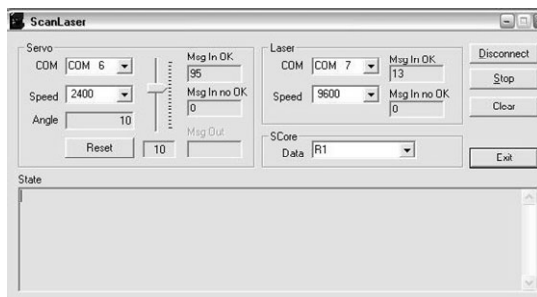 ScanLaser
Servo
COM
COM 6
Msg In OK
95
Speed
2400
Msg In no OK
0
Angle
10
Msg Out
Reset
10
Laser
COM
COM 7
Msg In OK
13
Speed
9600
Msg In no OK
0
SCore
Data
R1
Disconnect
Stop
Clear
Exit
State